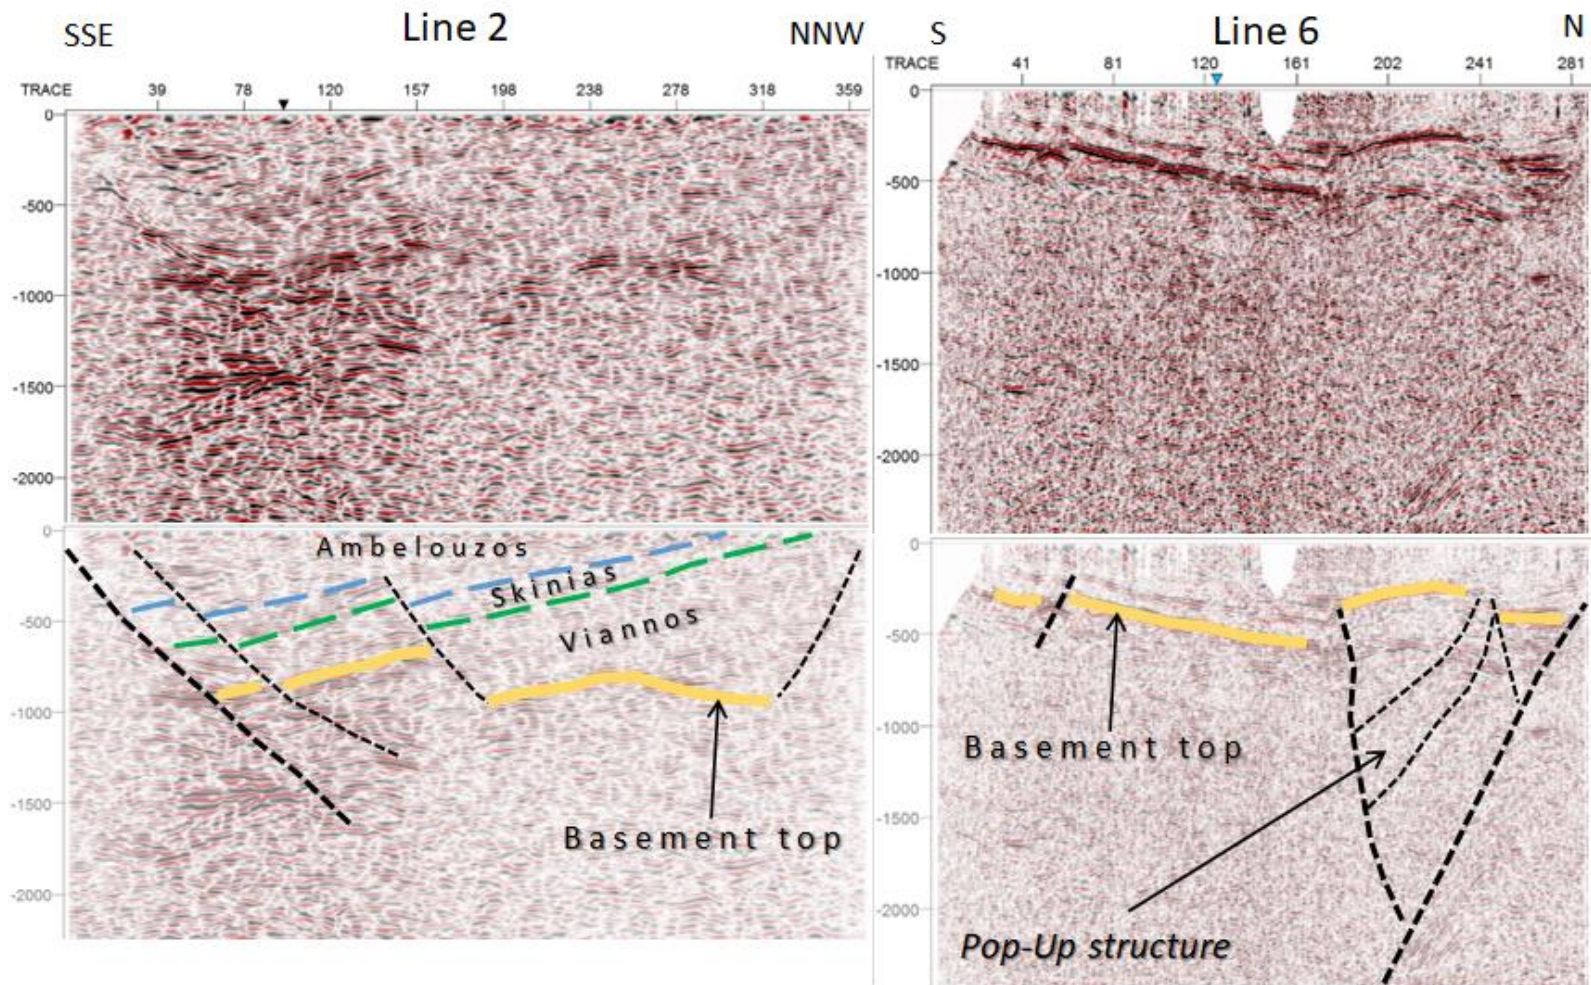 SSE Line 2 NNW
TRACE 39 78 120 157 198 238 278 318 359
0
-500
-1000
-1500
-2000
0
-500
-1000
-1500
-2000
Ambelouzos
Skinias
Viannos
Basement top
S Line 6 N
TRACE 41 81 120 161 202 241 281
0
-500
-1000
-1500
-2000
0
-500
-1000
-1500
-2000
Basement top
Pop-Up structure